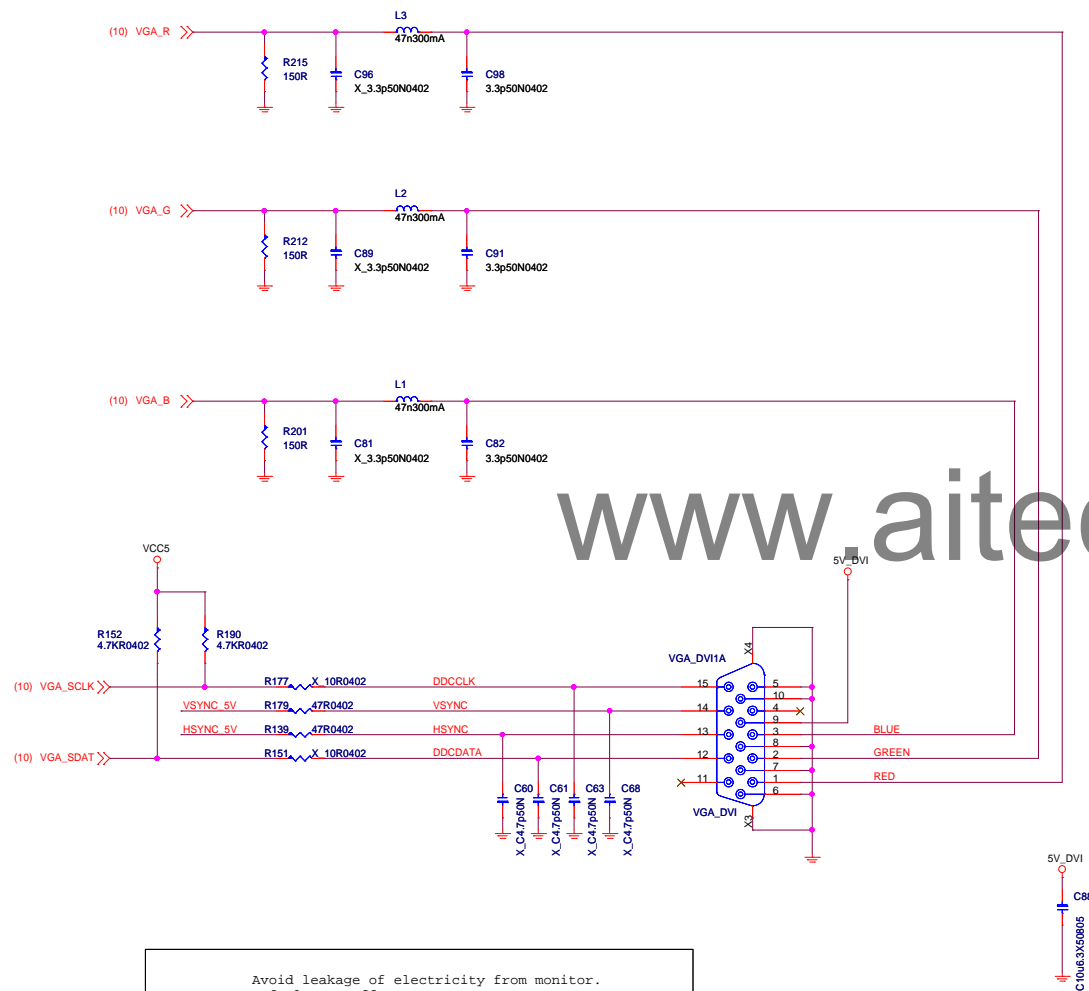 (10) VGA_R
L3
47n300mA
R215
150R
C96
X_3.3p50N0402
C98
3.3p50N0402
(10) VGA_G
L2
47n300mA
R212
150R
C89
X_3.3p50N0402
C91
3.3p50N0402
(10) VGA_B
L1
47n300mA
R201
150R
C81
X_3.3p50N0402
C82
3.3p50N0402
www.aitec
VCC5
5V_DVI
R152
4.7KR0402
R190
4.7KR0402
VGA_DVI1A
X4
(10) VGA_SCLK
R177 X_10R0402
DDCCLK
15
5
10
VSYNC_5V
R179 47R0402
VSYNC
14
4
9
HSYNC_5V
R139 47R0402
HSYNC
13
3
BLUE
8
(10) VGA_SDAT
R151 X_10R0402
DDCDATA
12
2
GREEN
7
11
1
RED
6
C60
X_C4.7p50N
C61
X_C4.7p50N
C63
X_C4.7p50N
C68
X_C4.7p50N
VGA_DVI
X3
5V_DVI
C88
C10u6.3X50805
Avoid leakage of electricity from monitor.